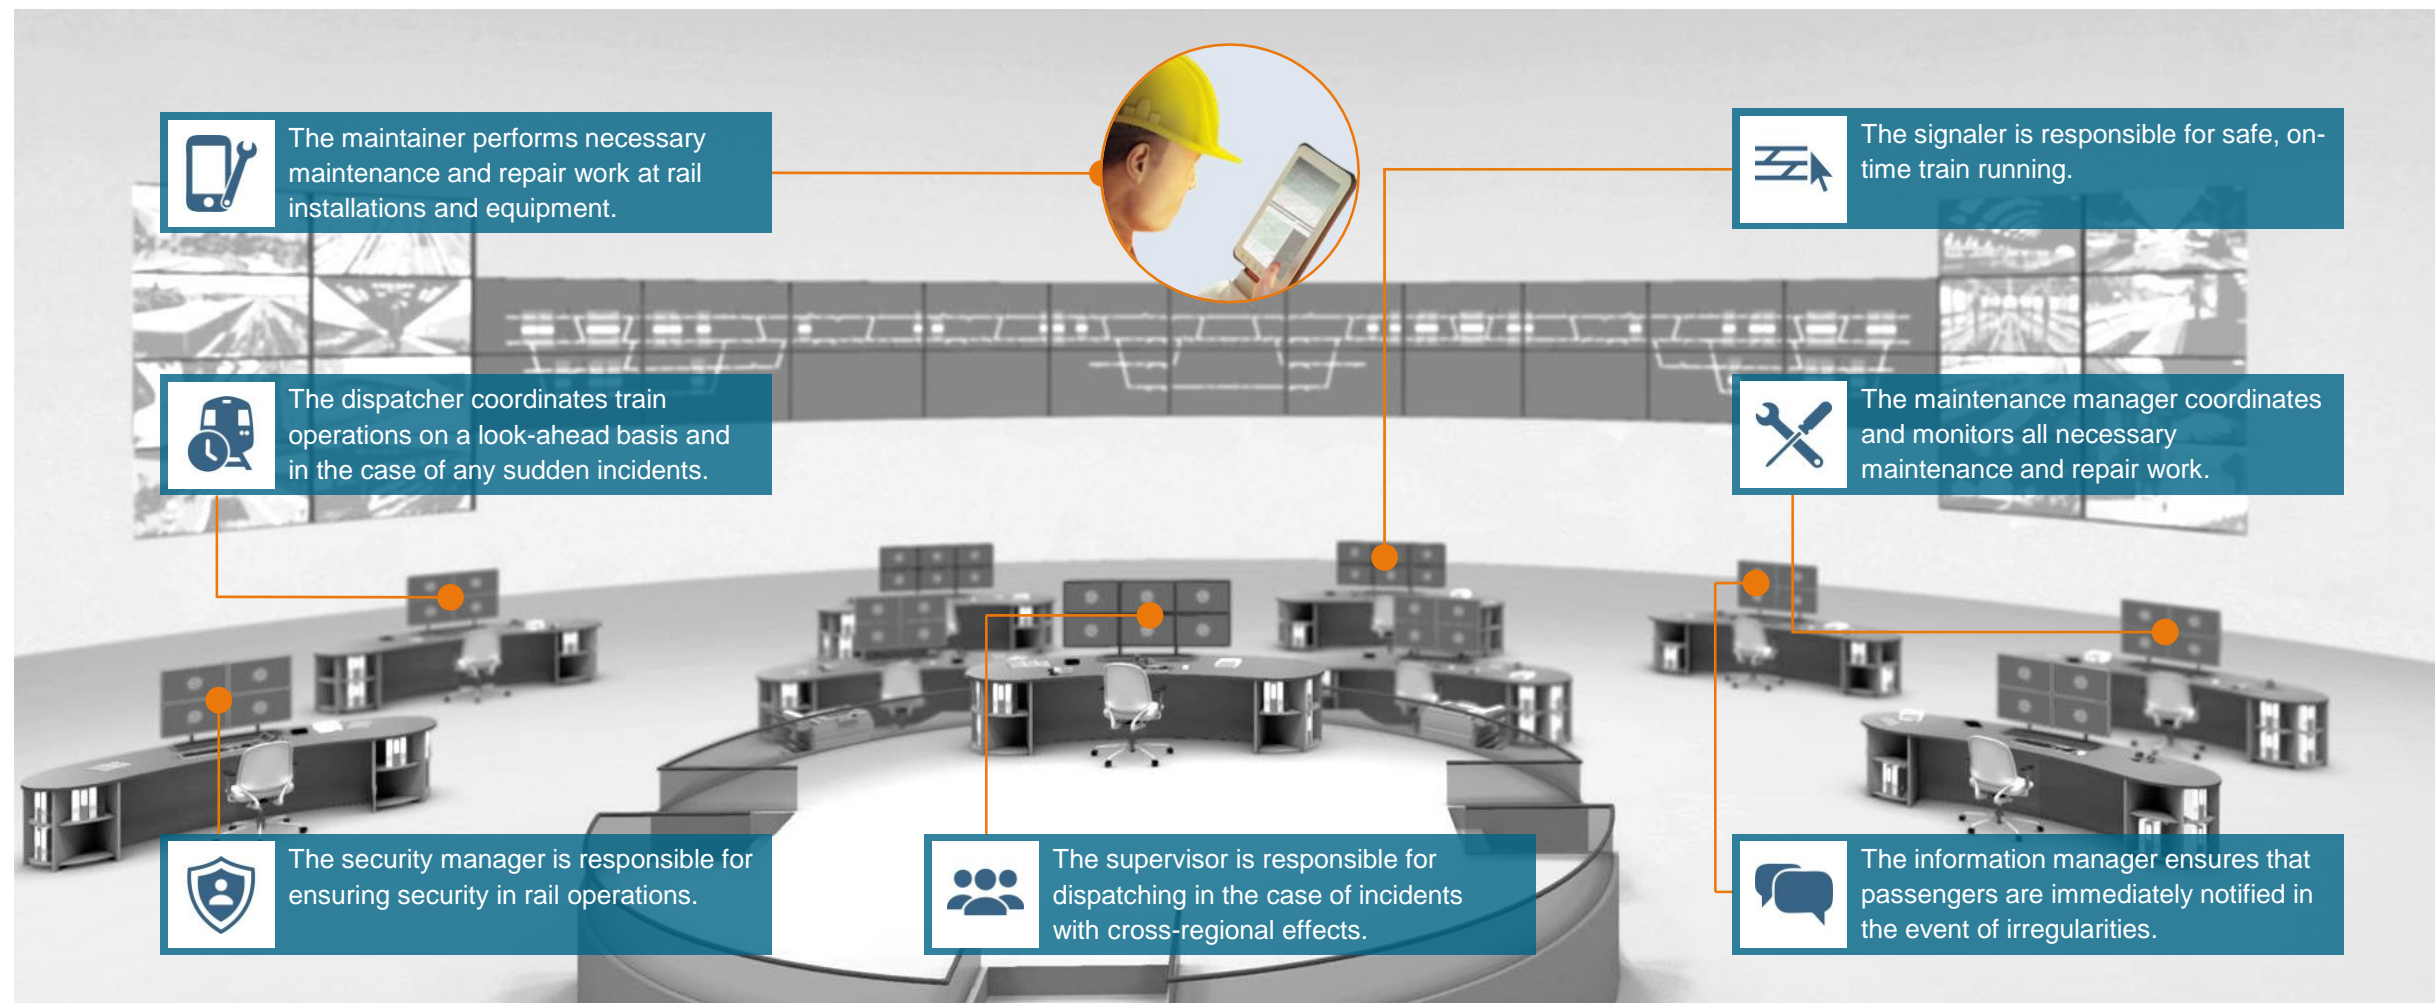 The maintainer performs necessary
maintenance and repair work at rail
installations and equipment.
The signaler is responsible for safe, on-
time train running.
The dispatcher coordinates train
operations on a look-ahead basis and
in the case of any sudden incidents.
The maintenance manager coordinates
and monitors all necessary
maintenance and repair work.
The security manager is responsible for
ensuring security in rail operations.
The supervisor is responsible for
dispatching in the case of incidents
with cross-regional effects.
The information manager ensures that
passengers are immediately notified in
the event of irregularities.